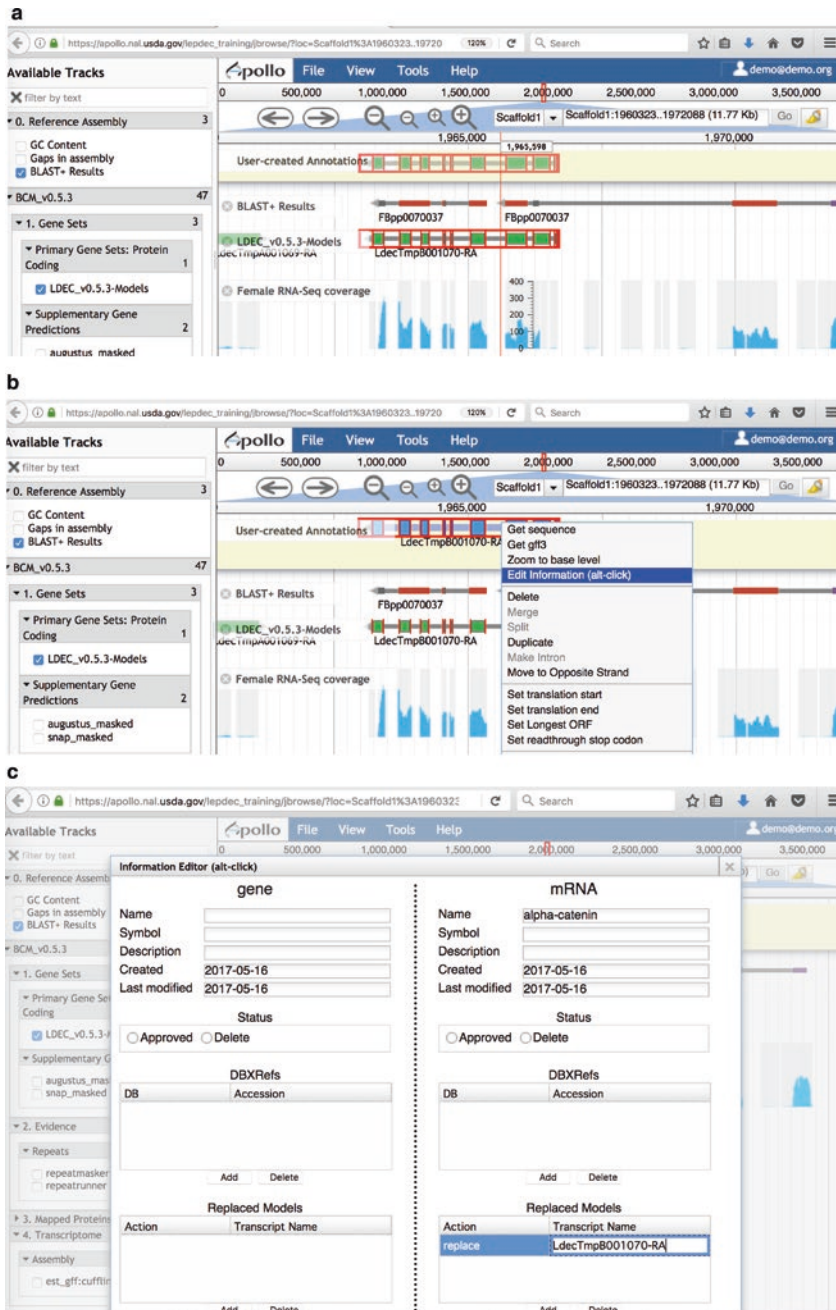 a
https://apollo.nal.usda.gov/lepdec_training/jbrowse/?loc=Scaffold1%3A1960323..19720 120% Search
Available Tracks
filter by text
0. Reference Assembly 3
GC Content
Gaps in assembly
BLAST+ Results
BCM_v0.5.3 47
1. Gene Sets 3
Primary Gene Sets: Protein
Coding 1
LDEC_v0.5.3-Models
Supplementary Gene
Predictions 2
augustus_masked
Apollo File View Tools Help demo@demo.org
0 500,000 1,000,000 1,500,000 2,000,000 2,500,000 3,000,000 3,500,000
Scaffold1 Scaffold1:1960323..1972088 (11.77 Kb) Go
1,965,000 1,970,000
1,965,598
User-created Annotations
BLAST+ Results
FBpp0070037 FBpp0070037
LDEC_v0.5.3-Models
LdecTmpA001069-RA LdecTmpB001070-RA
Female RNA-Seq coverage
400
300
200
100
0
b
https://apollo.nal.usda.gov/lepdec_training/jbrowse/?loc=Scaffold1%3A1960323..19720 120% Search
Available Tracks
filter by text
0. Reference Assembly 3
GC Content
Gaps in assembly
BLAST+ Results
BCM_v0.5.3 47
1. Gene Sets 3
Primary Gene Sets: Protein
Coding 1
LDEC_v0.5.3-Models
Supplementary Gene
Predictions 2
augustus_masked
snap_masked
Apollo File View Tools Help demo@demo.org
0 500,000 1,000,000 1,500,000 2,000,000 2,500,000 3,000,000 3,500,000
Scaffold1 Scaffold1:1960323..1972088 (11.77 Kb) Go
1,965,000 1,970,000
User-created Annotations
LdecTmpB001070-RA
BLAST+ Results
FBpp0070037
LDEC_v0.5.3-Models
LdecTmpA001069-RA LdecTmpB001070-RA
Female RNA-Seq coverage
Get sequence
Get gff3
Zoom to base level
Edit Information (alt-click)
Delete
Merge
Split
Duplicate
Make Intron
Move to Opposite Strand
Set translation start
Set translation end
Set Longest ORF
Set readthrough stop codon
c
https://apollo.nal.usda.gov/lepdec_training/jbrowse/?loc=Scaffold1%3A1960323 Search
Available Tracks
filter by text
0. Reference Assemb
GC Content
Gaps in assembly
BLAST+ Results
BCM_v0.5.3
1. Gene Sets
Primary Gene Se
Coding
LDEC_v0.5.3-
Supplementary G
augustus_mas
snap_masked
2. Evidence
Repeats
repeatmasker
repeatrunner
3. Mapped Proteins
4. Transcriptome
Assembly
est_gff:cufflin
Apollo File View Tools Help demo@demo.org
0 500,000 1,000,000 1,500,000 2,000,000 2,500,000 3,000,000 3,500,000
Go
Information Editor (alt-click)
gene
Name
Symbol
Description
Created 2017-05-16
Last modified 2017-05-16
Status
Approved Delete
DBXRefs
DB Accession
Add Delete
Replaced Models
Action Transcript Name
Add Delete
mRNA
Name alpha-catenin
Symbol
Description
Created 2017-05-16
Last modified 2017-05-16
Status
Approved Delete
DBXRefs
DB Accession
Add Delete
Replaced Models
Action Transcript Name
replace LdecTmpB001070-RA
Add Delete